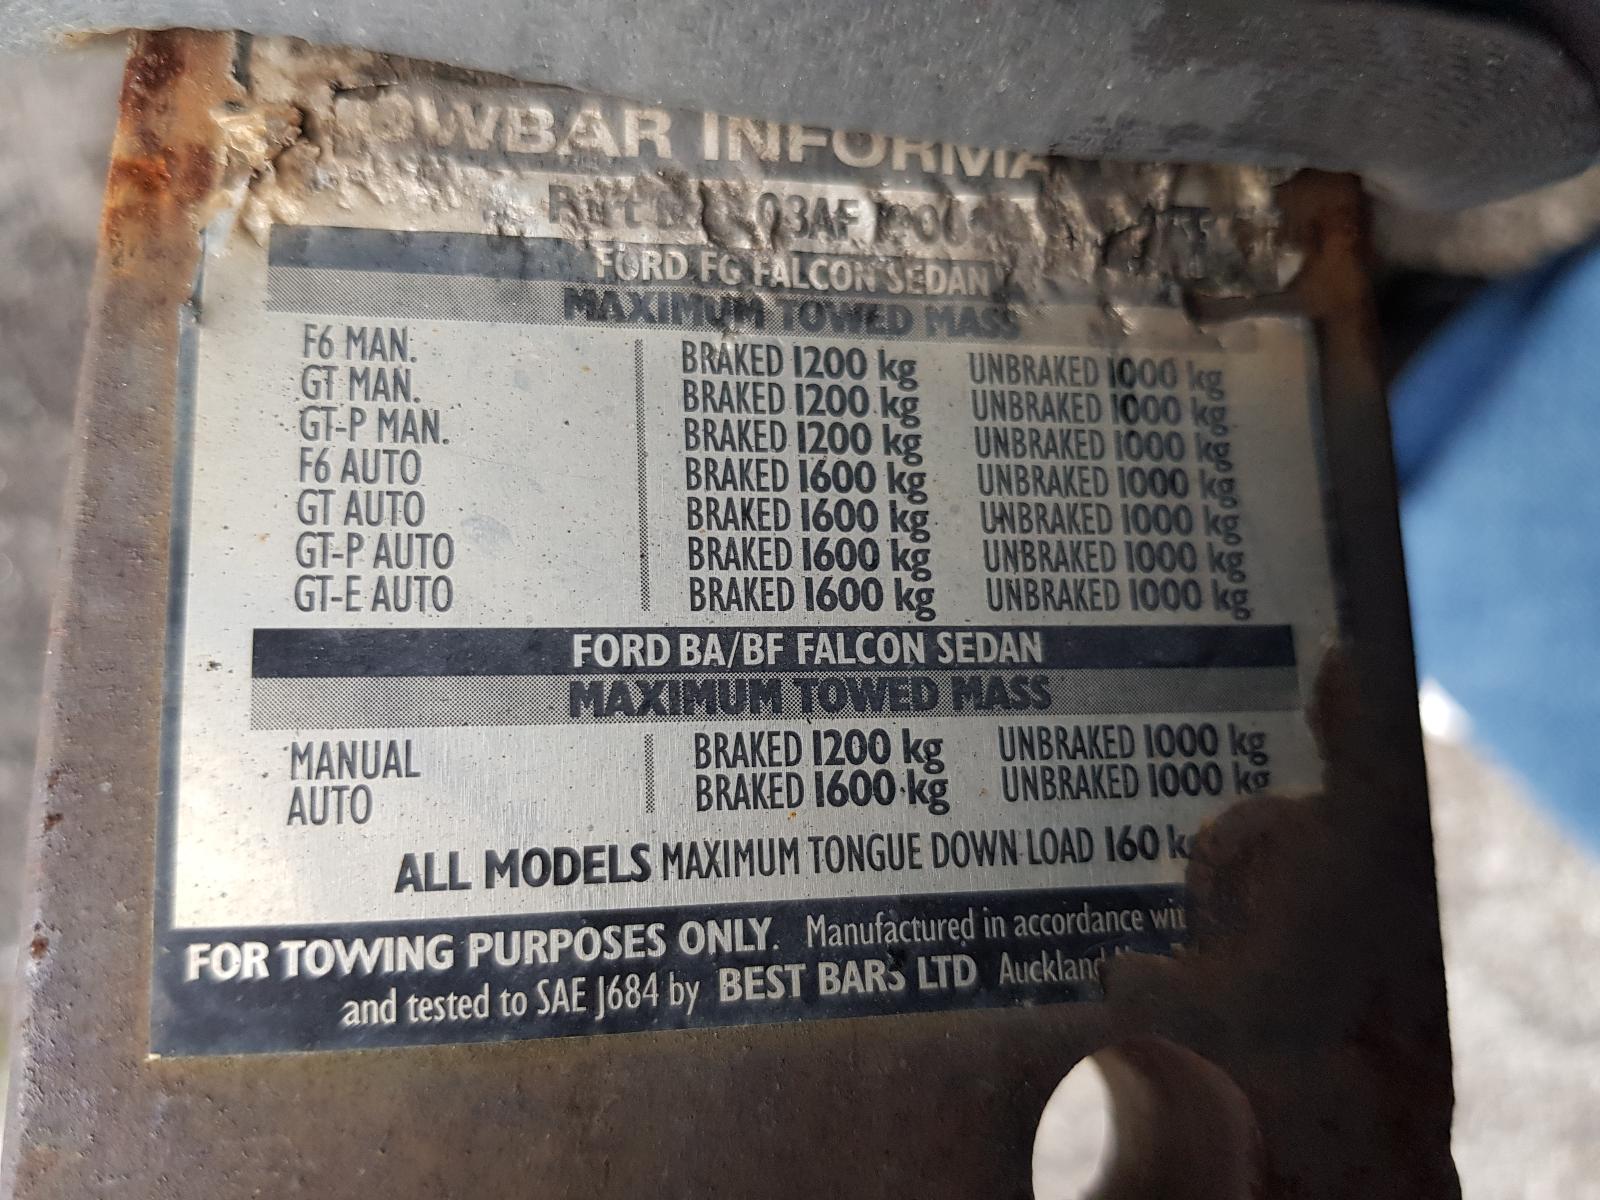 OWBAR INFORMA
FORD FG FALCON SEDAN
MAXIMUM TOWED MASS
F6 MAN. BRAKED 1200 kg UNBRAKED 1000 kg
GT MAN. BRAKED 1200 kg UNBRAKED 1000 kg
GT-P MAN. BRAKED 1200 kg UNBRAKED 1000 kg
F6 AUTO BRAKED 1600 kg UNBRAKED 1000 kg
GT AUTO BRAKED 1600 kg UNBRAKED 1000 kg
GT-P AUTO BRAKED 1600 kg UNBRAKED 1000 kg
GT-E AUTO BRAKED 1600 kg UNBRAKED 1000 kg
FORD BA/BF FALCON SEDAN
MAXIMUM TOWED MASS
MANUAL BRAKED 1200 kg UNBRAKED 1000 kg
AUTO BRAKED 1600 kg UNBRAKED 1000 kg
ALL MODELS MAXIMUM TONGUE DOWN LOAD 160 k
FOR TOWING PURPOSES ONLY. Manufactured in accordance wit
and tested to SAE J684 by BEST BARS LTD Auckland